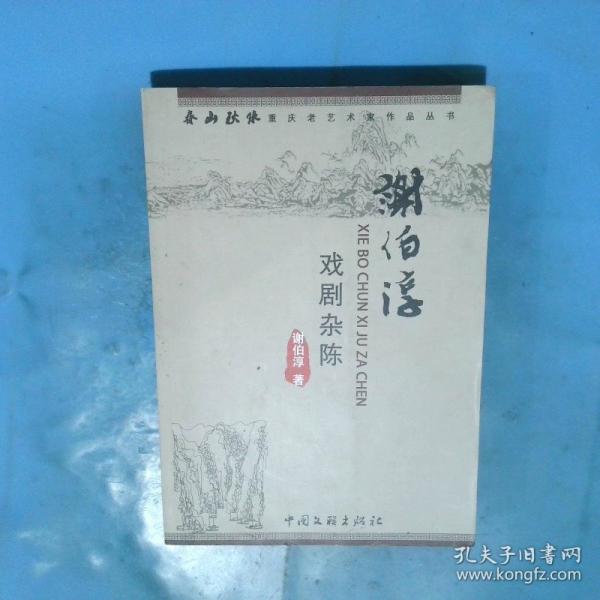 春山秋水重庆老艺术家作品丛书
謝伯淳
XIE BO CHUN XI JU ZA CHEN
戏剧杂陈
谢伯淳 著
中国文联出版社
孔夫子旧书网
www.kongfz.com